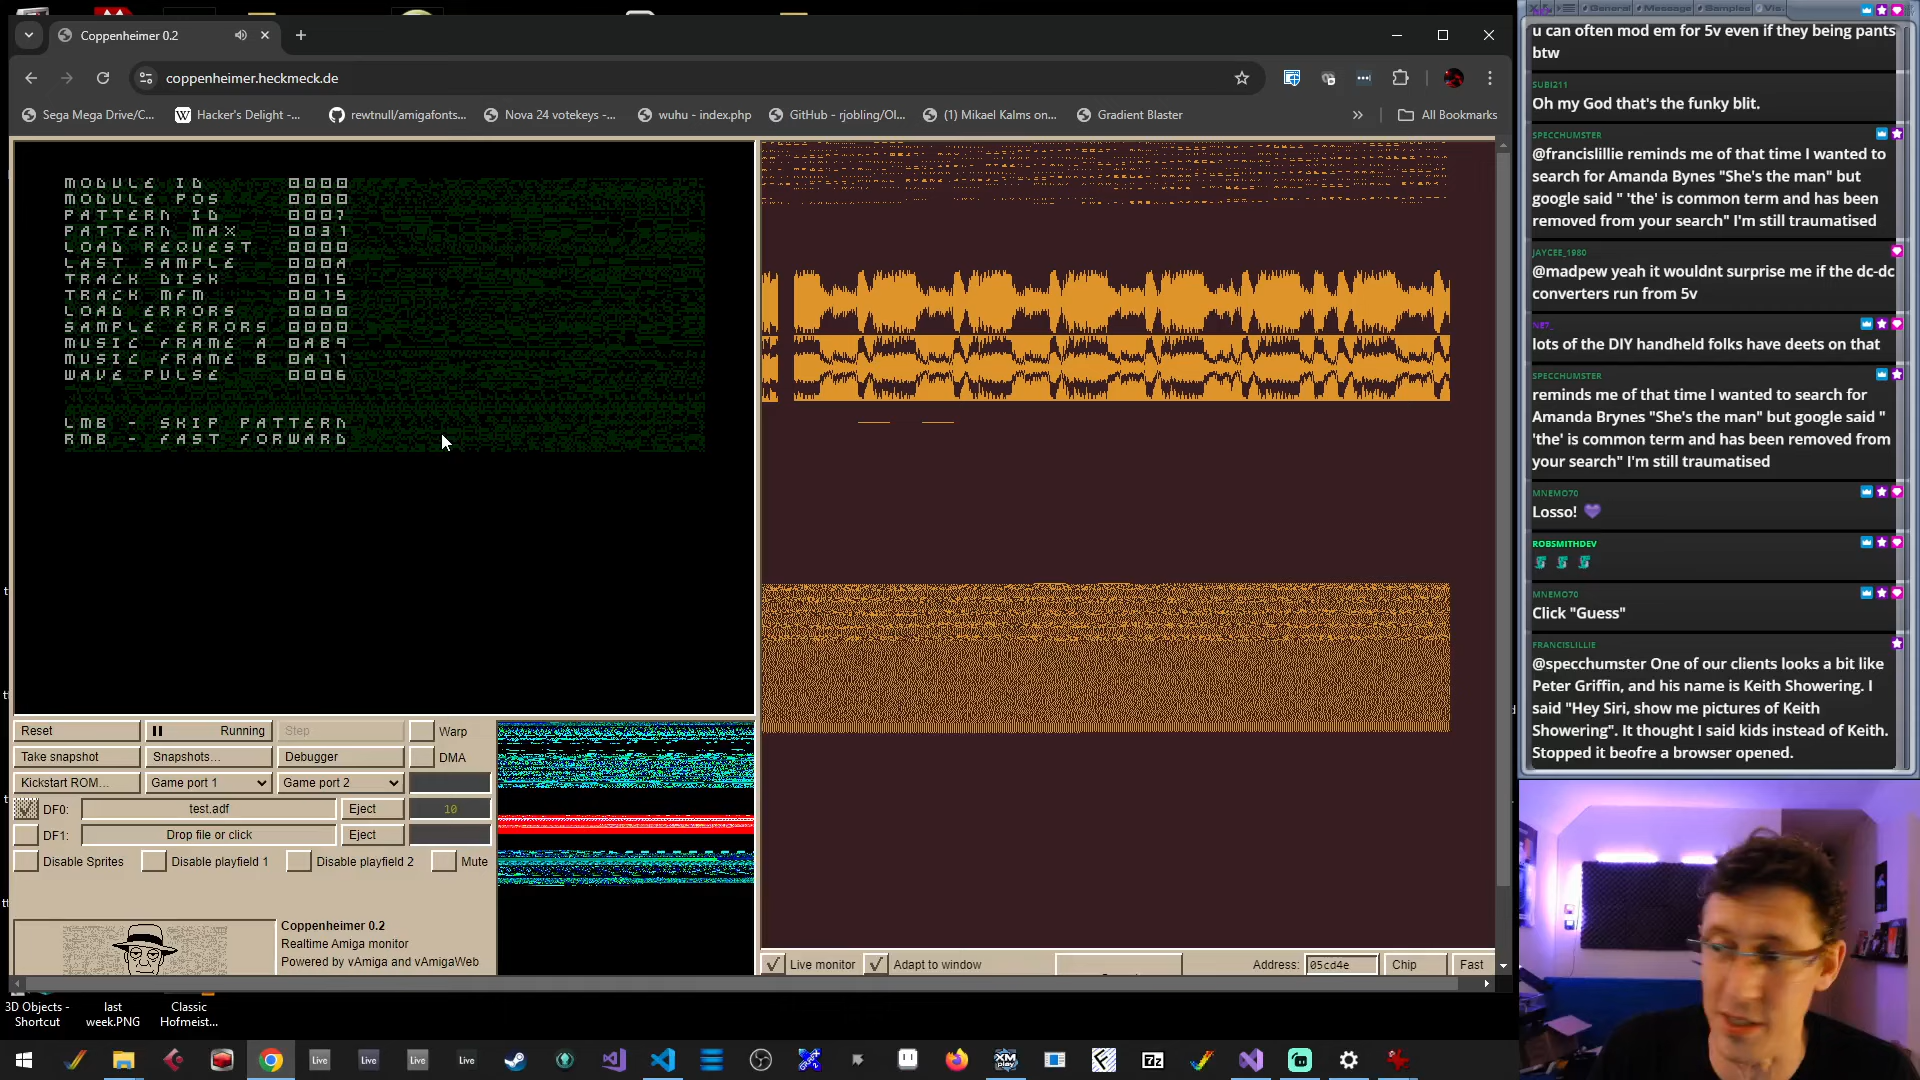 Coppenheimer 0.2
coppenheimer.heckmeck.de
Sega Mega Drive/C...
Hacker's Delight -...
rewtnull/amigafonts...
Nova 24 votekeys -...
wuhu - index.php
GitHub - rjobling/Ol...
(1) Mikael Kalms on...
Gradient Blaster
»
All Bookmarks
MODULE ID 0000
MODULE POS 0000
PATTERN ID 0007
PATTERN MAX 0031
LOAD REQUEST 0000
LAST SAMPLE 000A
TRACK DISK 0015
TRACK MFM 0015
LOAD ERRORS 0000
SAMPLE ERRORS 0000
MUSIC FRAME A 0AB9
MUSIC FRAME B 0A11
WAVE PULSE 0006
LMB - SKIP PATTERN
RMB - FAST FORWARD
Reset
Running
Step
Warp
Take snapshot
Snapshots...
Debugger
DMA
Kickstart ROM...
Game port 1
Game port 2
DF0:
test.adf
Eject
10
DF1:
Drop file or click
Eject
Disable Sprites
Disable playfield 1
Disable playfield 2
Mute
Coppenheimer 0.2
Realtime Amiga monitor
Powered by vAmiga and vAmigaWeb
Live monitor
Adapt to window
Address:
05cd4e
Chip
Fast
3D Objects -
Shortcut
last
week.PNG
Classic
Hofmeist...
Live
Live
Live
Live
XM
play
7z
General
Message
Samples
Vis.
u can often mod em for 5v even if they being pants
btw
SUBI211
Oh my God that's the funky blit.
SPECCHUMSTER
@francislillie reminds me of that time I wanted to
search for Amanda Bynes "She's the man" but
google said " 'the' is common term and has been
removed from your search" I'm still traumatised
JAYCEE_1980
@madpew yeah it wouldnt surprise me if the dc-dc
converters run from 5v
NE7_
lots of the DIY handheld folks have deets on that
SPECCHUMSTER
reminds me of that time I wanted to search for
Amanda Brynes "She's the man" but google said "
'the' is common term and has been removed from
your search" I'm still traumatised
MNEMO70
Losso! 💜
ROBSMITHDEV
MNEMO70
Click "Guess"
FRANCISLILLIE
@specchumster One of our clients looks a bit like
Peter Griffin, and his name is Keith Showering. I
said "Hey Siri, show me pictures of Keith
Showering". It thought I said kids instead of Keith.
Stopped it beofre a browser opened.